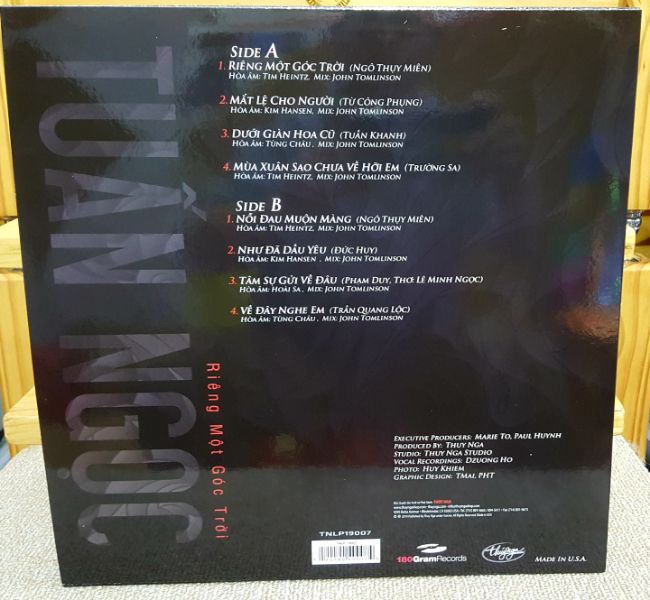 TUẤN NGỌC
Riêng Một Góc Trời
SIDE A
1. RIÊNG MỘT GÓC TRỜI (NGÔ THỤY MIÊN)
HÒA ÂM: TIM HEINTZ, MIX: JOHN TOMLINSON
2. MẮT LỆ CHO NGƯỜI (TỪ CÔNG PHỤNG)
HÒA ÂM: KIM HANSEN, MIX: JOHN TOMLINSON
3. DƯỚI GIÀN HOA CŨ (TUẤN KHANH)
HÒA ÂM: TÙNG CHÂU, MIX: JOHN TOMLINSON
4. MÙA XUÂN SAO CHƯA VỀ HỠI EM (TRƯỜNG SA)
HÒA ÂM: TIM HEINTZ, MIX: JOHN TOMLINSON
SIDE B
1. NỖI ĐAU MUỘN MÀNG (NGÔ THỤY MIÊN)
HÒA ÂM: TIM HEINTZ, MIX: JOHN TOMLINSON
2. NHƯ ĐÃ DẤU YÊU (ĐỨC HUY)
HÒA ÂM: KIM HANSEN, MIX: JOHN TOMLINSON
3. TÂM SỰ GỬI VỀ ĐÂU (PHẠM DUY, THƠ: LÊ MINH NGỌC)
HÒA ÂM: HOÀI SA, MIX: JOHN TOMLINSON
4. VỀ ĐÂY NGHE EM (TRẦN QUANG LỘC)
HÒA ÂM: TÙNG CHÂU, MIX: JOHN TOMLINSON
EXECUTIVE PRODUCERS: MARIE TO, PAUL HUYNH
PRODUCED BY: THUY NGA
STUDIO: THUY NGA STUDIO
VOCAL RECORDINGS: DZUONG HO
PHOTO: HUY KHIEM
GRAPHIC DESIGN: TMAI, PHT
TNLP19007
180GramRecords
thúynga
MADE IN U.S.A.